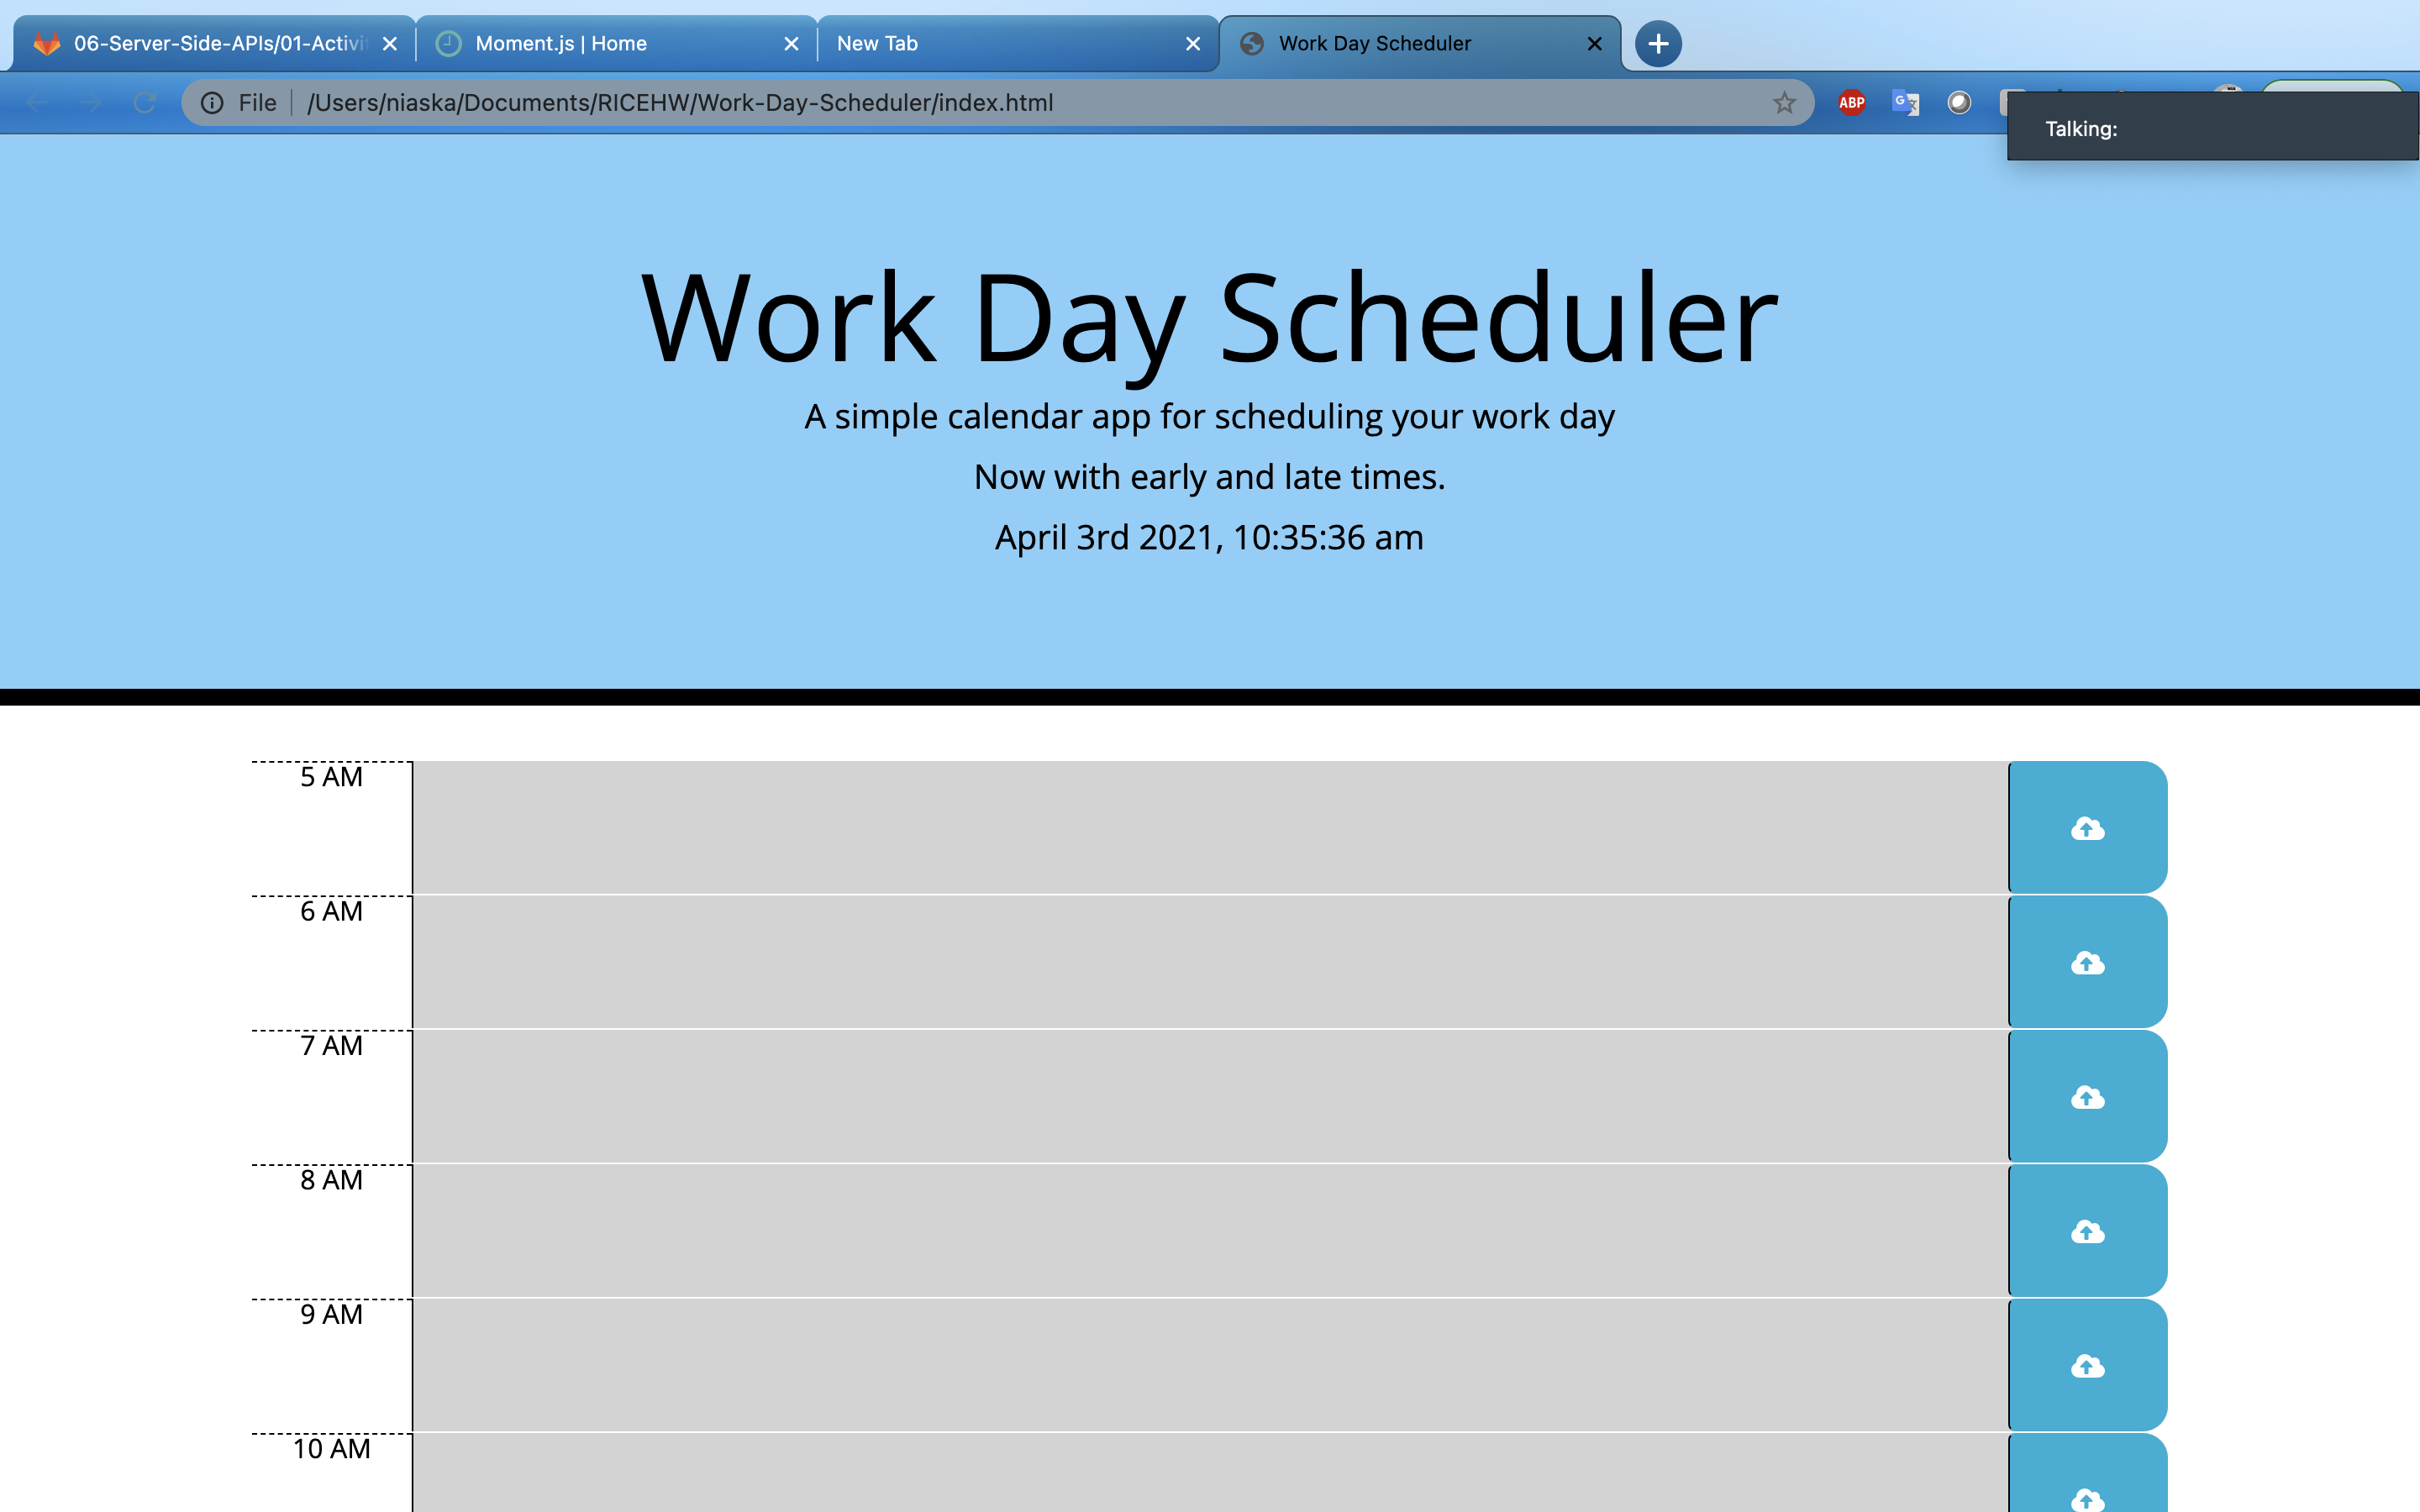 06-Server-Side-APIs/01-Activi
Moment.js | Home
New Tab
Work Day Scheduler
File
/Users/niaska/Documents/RICEHW/Work-Day-Scheduler/index.html
ABP
G
Talking:
Work Day Scheduler
A simple calendar app for scheduling your work day
Now with early and late times.
April 3rd 2021, 10:35:36 am
5 AM
6 AM
7 AM
8 AM
9 AM
10 AM